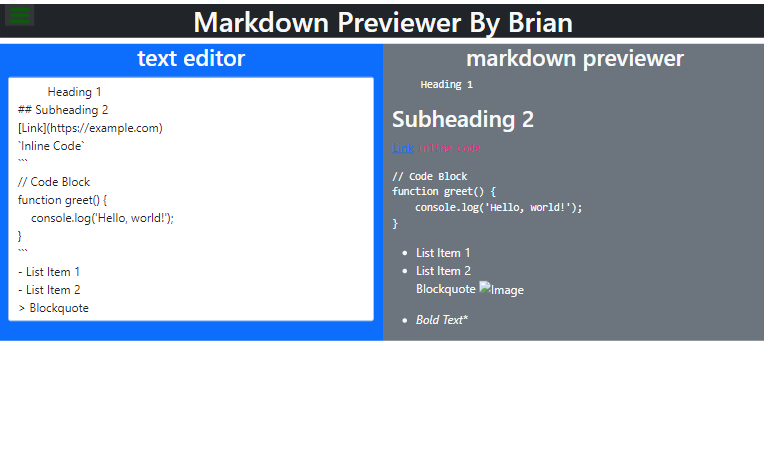 Markdown Previewer By Brian
text editor
Heading 1
## Subheading 2
[Link](https://example.com)
`Inline Code`
```
// Code Block
function greet() {
    console.log('Hello, world!');
}
```
- List Item 1
- List Item 2
> Blockquote
markdown previewer
Heading 1
Subheading 2
Link Inline Code
// Code Block
function greet() {
    console.log('Hello, world!');
}
• List Item 1
• List Item 2
Blockquote Image
• Bold Text*